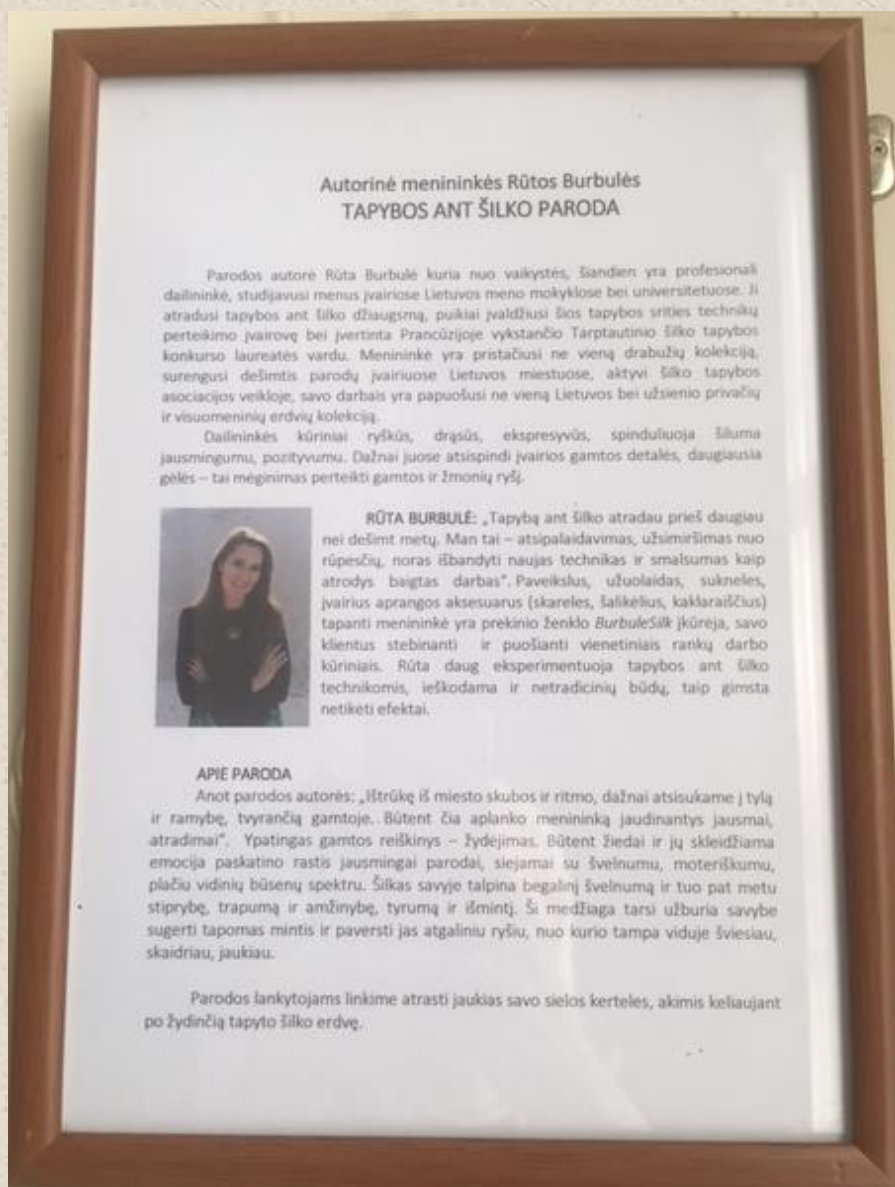 Autorinė menininkės Rūtos Burbulės
TAPYBOS ANT ŠILKO PARODA
Parodos autorė Rūta Burbulė kuria nuo vaikystės, šiandien yra profesionali
dailininkė, studijavusi menus įvairiose Lietuvos meno mokyklose bei universitetuose. Ji
atradusi tapybos ant šilko džiaugsmą, puikiai įvaldžiusi šios tapybos srities technikų
perteikimo įvairovę bei įvertinta Prancūzijoje vykstančio Tarptautinio šilko tapybos
konkurso laureatės vardu. Menininkė yra pristačiusi ne vieną drabužių kolekciją,
surengusi dešimtis parodų įvairiuose Lietuvos miestuose, aktyvi šilko tapybos
asociacijos veikloje, savo darbais yra papuošusi ne vieną Lietuvos bei užsienio privačių
ir visuomeninių erdvių kolekciją.
Dailininkės kūriniai ryškūs, drąsūs, ekspresyvūs, spinduliuoja šiluma
jausmingumu, pozityvumu. Dažnai juose atsispindi įvairios gamtos detalės, daugiausia
gėlės – tai mėginimas perteikti gamtos ir žmonių ryšį.
RŪTA BURBULĖ: „Tapybą ant šilko atradau prieš daugiau
nei dešimt metų. Man tai – atsipalaidavimas, užsimiršimas nuo
rūpesčių, noras išbandyti naujas technikas ir smalsumas kaip
atrodys baigtas darbas“. Paveikslus, užuolaidas, sukneles,
įvairius aprangos aksesuarus (skareles, šalikėlius, kaklaraiščius)
tapanti menininkė yra prekinio ženklo BurbuleSilk įkūrėja, savo
klientus stebinanti ir puošianti vienetiniais rankų darbo
kūriniais. Rūta daug eksperimentuoja tapybos ant šilko
technikomis, ieškodama ir netradicinių būdų, taip gimsta
netikėti efektai.
APIE PARODA
Anot parodos autorės: „Ištrūkę iš miesto skubos ir ritmo, dažnai atsisukame į tylą
ir ramybę, tvyrančią gamtoje. Būtent čia aplanko menininką jaudinantys jausmai,
atradimai“. Ypatingas gamtos reiškinys – žydėjimas. Būtent žiedai ir jų skleidžiama
emocija paskatino rastis jausmingai parodai, siejamai su švelnumu, moteriškumu,
plačiu vidinių būsenų spektru. Šilkas savyje talpina begalinį švelnumą ir tuo pat metu
stiprybę, trapumą ir amžinybę, tyrumą ir išmintį. Ši medžiaga tarsi užburia savybe
sugerti tapomas mintis ir paversti jas atgaliniu ryšiu, nuo kurio tampa viduje šviesiau,
skaidriau, jaukiau.
Parodos lankytojams linkime atrasti jaukias savo sielos kerteles, akimis keliaujant
po žydinčią tapyto šilko erdvę.